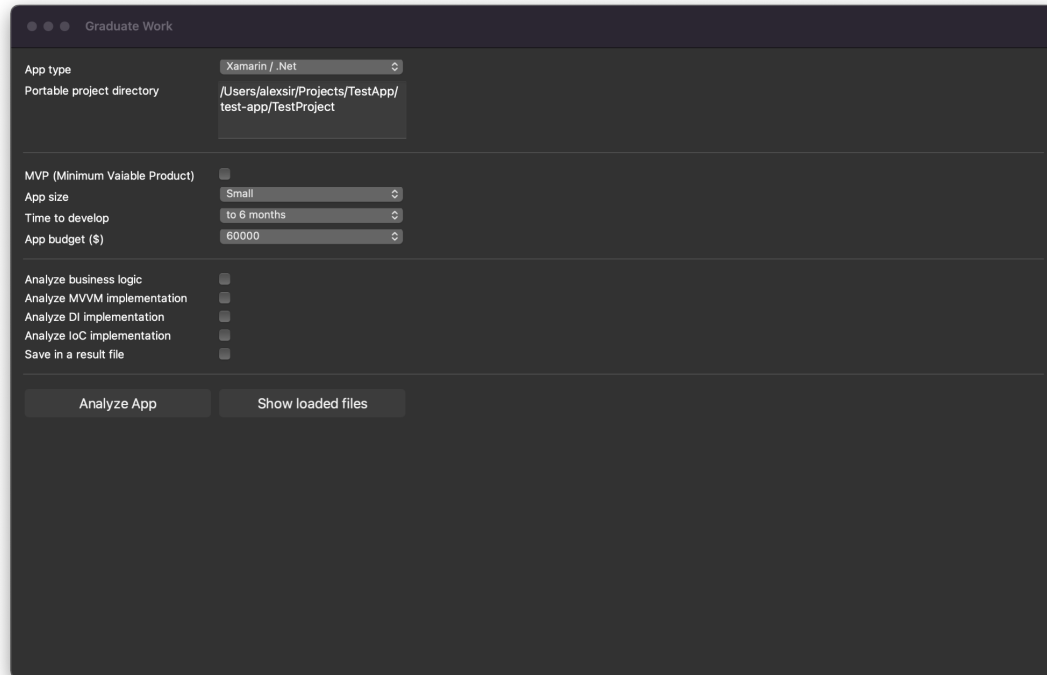 Graduate Work
App type
Xamarin / .Net
Portable project directory
/Users/alexsir/Projects/TestApp/
test-app/TestProject
MVP (Minimum Vaiable Product)
App size
Small
Time to develop
to 6 months
App budget ($)
60000
Analyze business logic
Analyze MVVM implementation
Analyze DI implementation
Analyze IoC implementation
Save in a result file
Analyze App
Show loaded files